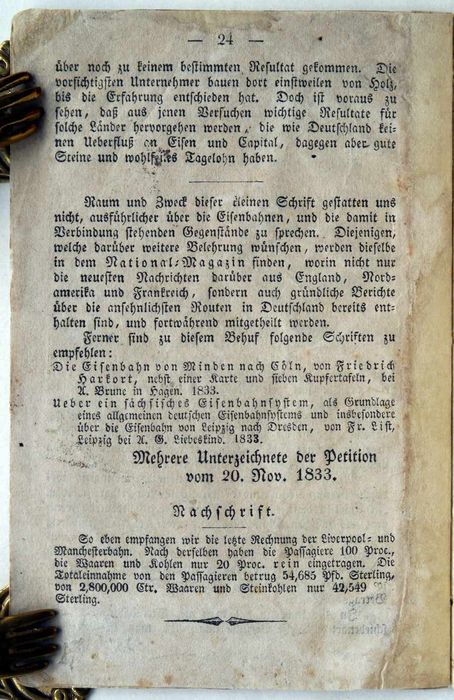 — 24 —
über noch zu keinem bestimmten Resultat gekommen. Die
vorsichtigsten Unternehmer bauen dort einstweilen von Holz,
bis die Erfahrung entschieden hat. Doch ist voraus zu
sehen, daß aus jenen Versuchen wichtige Resultate für
solche Länder hervorgehen werden, die wie Deutschland kei-
nen Ueberfluß an Eisen und Capital, dagegen aber gute
Steine und wohlfeiles Tagelohn haben.
Raum und Zweck dieser kleinen Schrift gestatten uns
nicht, ausführlicher über die Eisenbahnen, und die damit in
Verbindung stehenden Gegenstände zu sprechen. Diejenigen,
welche darüber weitere Belehrung wünschen, werden dieselbe
in dem National-Magazin finden, worin nicht nur
die neuesten Nachrichten darüber aus England, Nord-
amerika und Frankreich, sondern auch gründliche Berichte
über die ansehnlichsten Routen in Deutschland bereits ent-
halten sind, und fortwährend mitgetheilt werden.
Ferner sind zu diesem Behuf folgende Schriften zu
empfehlen:
Die Eisenbahn von Minden nach Cöln, von Friedrich
Harkort, nebst einer Karte und sieben Kupfertafeln, bei
A. Brune in Hagen. 1833.
Ueber ein sächsisches Eisenbahnsystem, als Grundlage
eines allgemeinen deutschen Eisenbahnsystems und insbesondere
über die Eisenbahn von Leipzig nach Dresden, von Fr. List,
Leipzig bei A. G. Liebeskind. 1833.
Mehrere Unterzeichnete der Petition
vom 20. Nov. 1833.
Nachschrift.
So eben empfangen wir die letzte Rechnung der Liverpool- und
Manchesterbahn. Nach derselben haben die Passagiere 100 Proc.,
die Waaren und Kohlen nur 20 Proc. rein eingetragen. Die
Totaleinnahme von den Passagieren betrug 54,685 Pfd. Sterling,
von 2,800,000 Ctr. Waaren und Steinkohlen nur 42,549
Sterling.